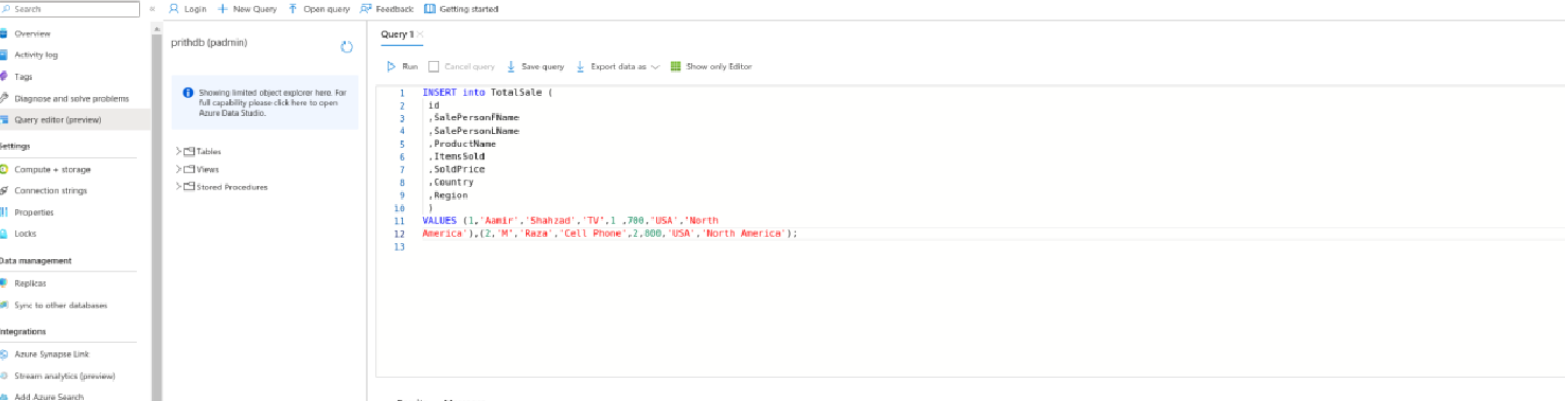 Search
«
Login
New Query
Open query
Feedback
Getting started
Overview
Activity log
Tags
Diagnose and solve problems
Query editor (preview)
Settings
Compute + storage
Connection strings
Properties
Locks
Data management
Replicas
Sync to other databases
Integrations
Azure Synapse Link
Stream analytics (preview)
Add Azure Search
prithdb (padmin)
Showing limited object explorer here. For
full capability please click here to open
Azure Data Studio.
Tables
Views
Stored Procedures
Query 1
Run
Cancel query
Save query
Export data as
Show only Editor
1 INSERT into TotalSale (
2 id
3 ,SalePersonFName
4 ,SalePersonLName
5 ,ProductName
6 ,ItemsSold
7 ,SoldPrice
8 ,Country
9 ,Region
10 )
11 VALUES (1,'Aamir','Shahzad','TV',1 ,700,'USA','North
12 America'),(2,'M','Raza','Cell Phone',2,800,'USA','North America');
13